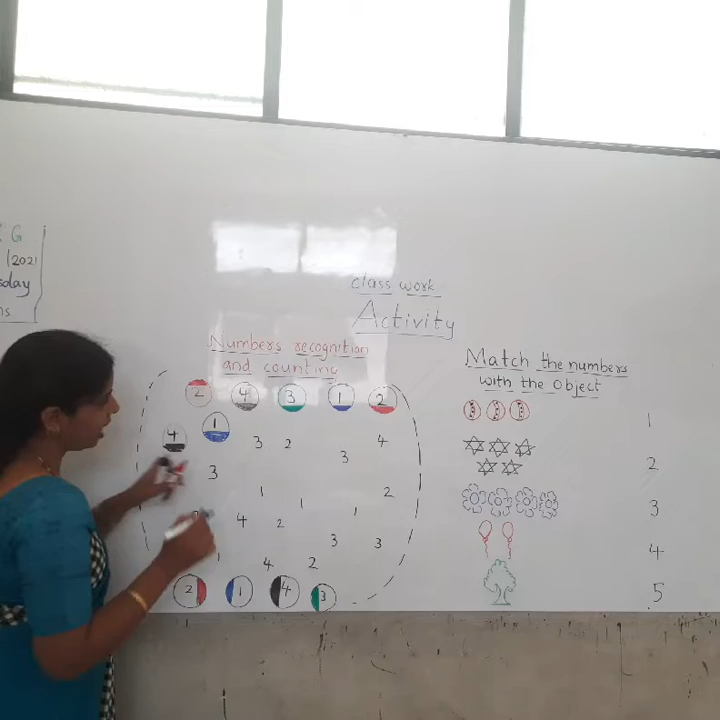 G
/2021
class work
Activity
Numbers recognition
and counting
Match the numbers
with the Object
2 4 3 1 2
4 1 3 2 3 4
3 1 1 1 2
4 2 3 3
1 4 2
2 1 4 3
1
2
3
4
5